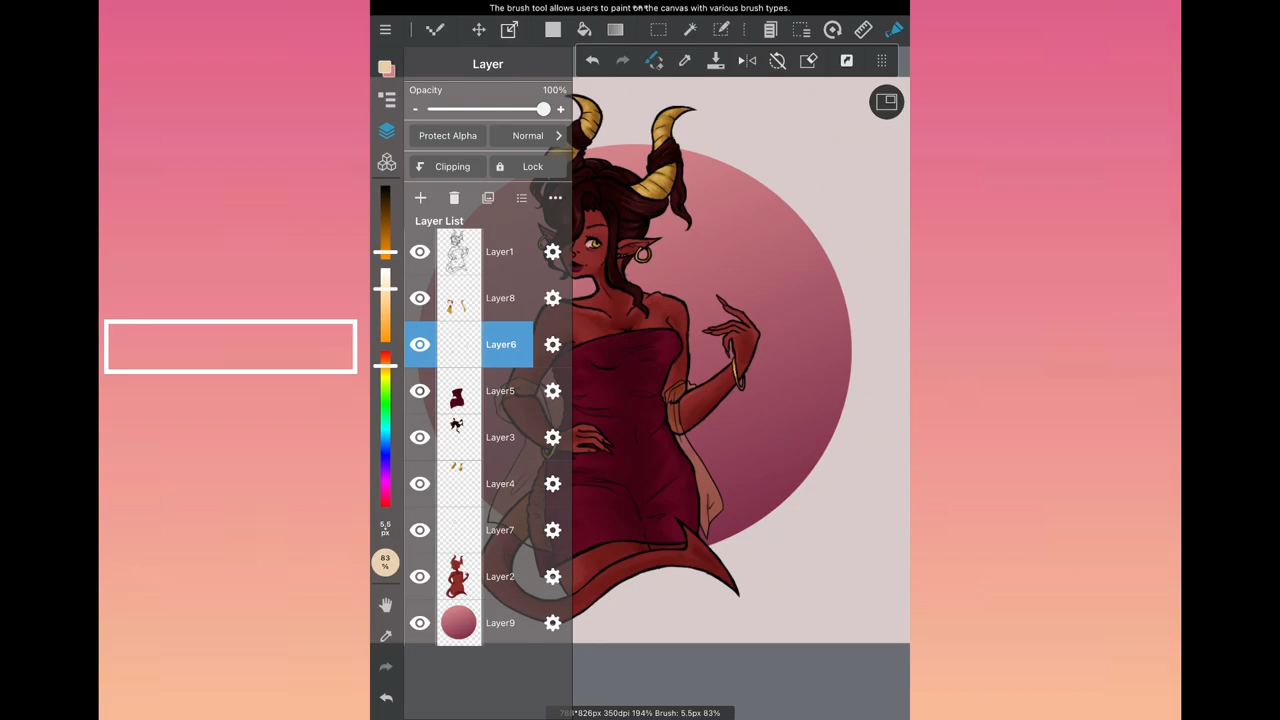 The brush tool allows users to paint on the canvas with various brush types.
Layer
Opacity 100%
- +
Protect Alpha Normal
Clipping Lock
Layer List
Layer1
Layer8
Layer6
Layer5
Layer3
Layer4
Layer7
Layer2
Layer9
5.5
px
83
%
826px 350dpi 194% Brush: 5.5px 83%